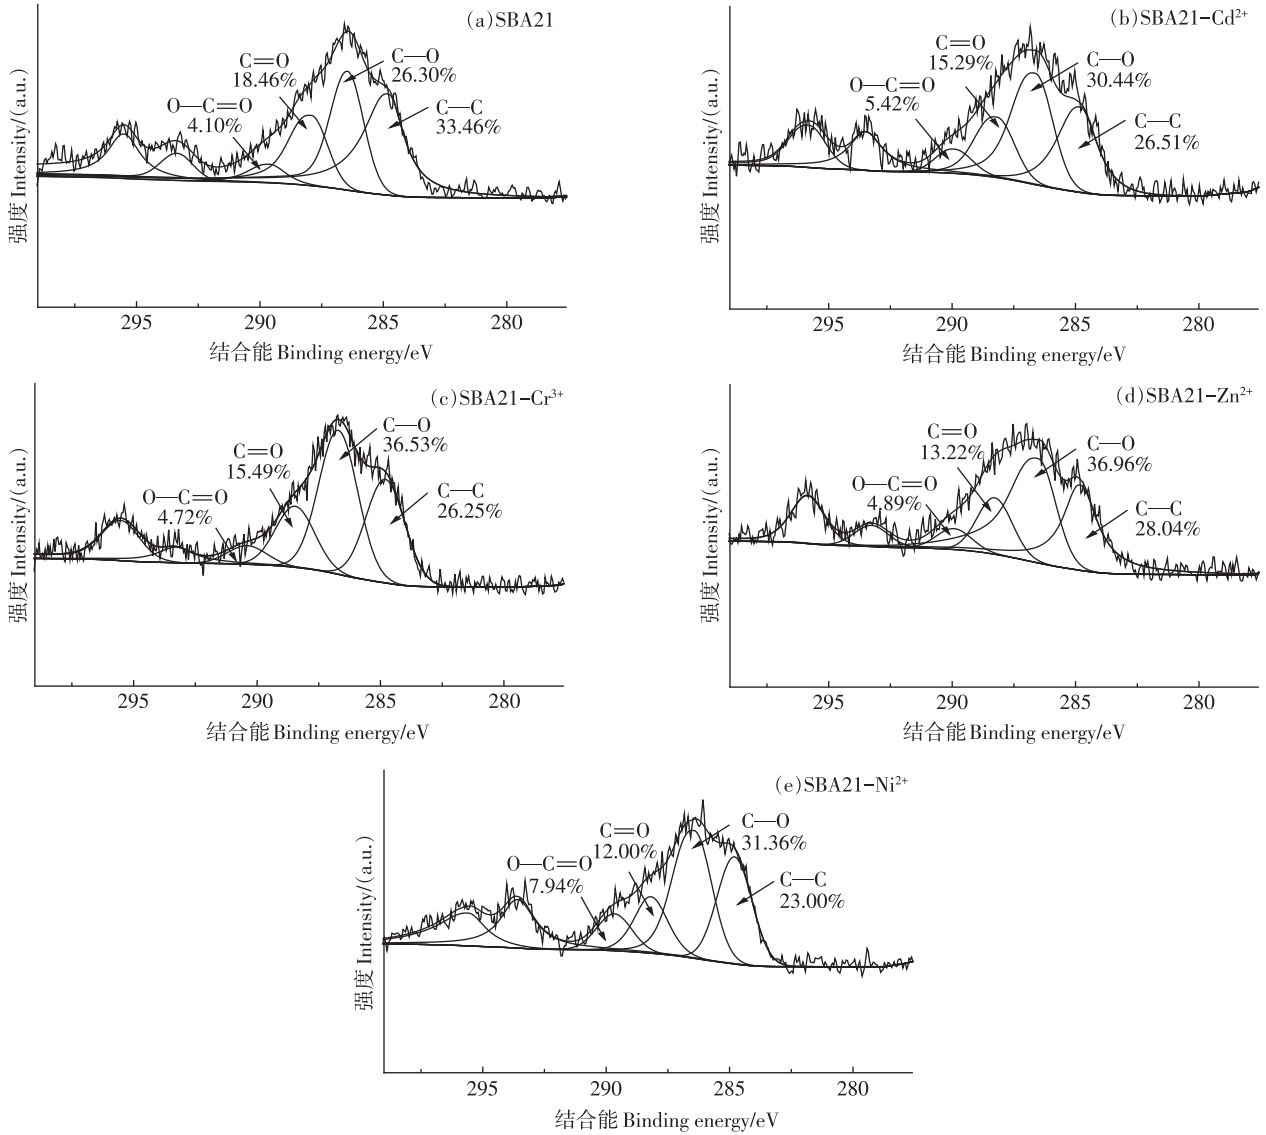 (a)SBA21
C=O
18.46%
C—O
26.30%
O—C=O
4.10%
C—C
33.46%
强度 Intensity/(a.u.)
295 290 285 280
结合能 Binding energy/eV
(b)SBA21-Cd²⁺
C=O
15.29%
C—O
30.44%
O—C=O
5.42%
C—C
26.51%
强度 Intensity/(a.u.)
295 290 285 280
结合能 Binding energy/eV
(c)SBA21-Cr³⁺
C—O
36.53%
C=O
15.49%
O—C=O
4.72%
C—C
26.25%
强度 Intensity/(a.u.)
295 290 285 280
结合能 Binding energy/eV
(d)SBA21-Zn²⁺
C=O
13.22%
C—O
36.96%
O—C=O
4.89%
C—C
28.04%
强度 Intensity/(a.u.)
295 290 285 280
结合能 Binding energy/eV
(e)SBA21-Ni²⁺
C=O
12.00%
C—O
31.36%
O—C=O
7.94%
C—C
23.00%
强度 Intensity/(a.u.)
295 290 285 280
结合能 Binding energy/eV